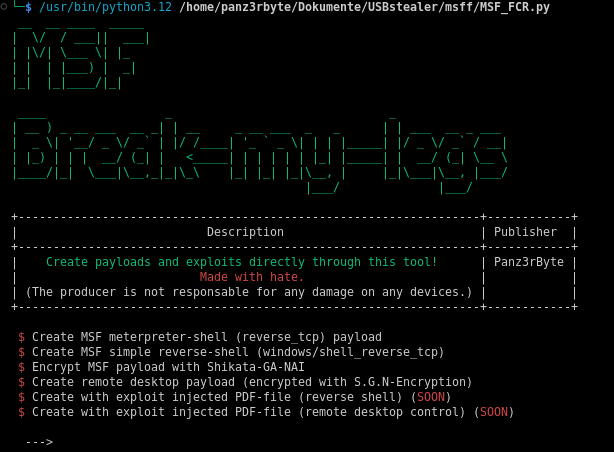 └─$ /usr/bin/python3.12 /home/panz3rbyte/Dokumente/USBstealer/msff/MSF_FCR.py
MSF
Break-my-legs
Description | Publisher
Create payloads and exploits directly through this tool! | Panz3rByte
Made with hate.
(The producer is not responsable for any damage on any devices.)
$ Create MSF meterpreter-shell (reverse_tcp) payload
$ Create MSF simple reverse-shell (windows/shell_reverse_tcp)
$ Encrypt MSF payload with Shikata-GA-NAI
$ Create remote desktop payload (encrypted with S.G.N-Encryption)
$ Create with exploit injected PDF-file (reverse shell) (SOON)
$ Create with exploit injected PDF-file (remote desktop control) (SOON)
--->